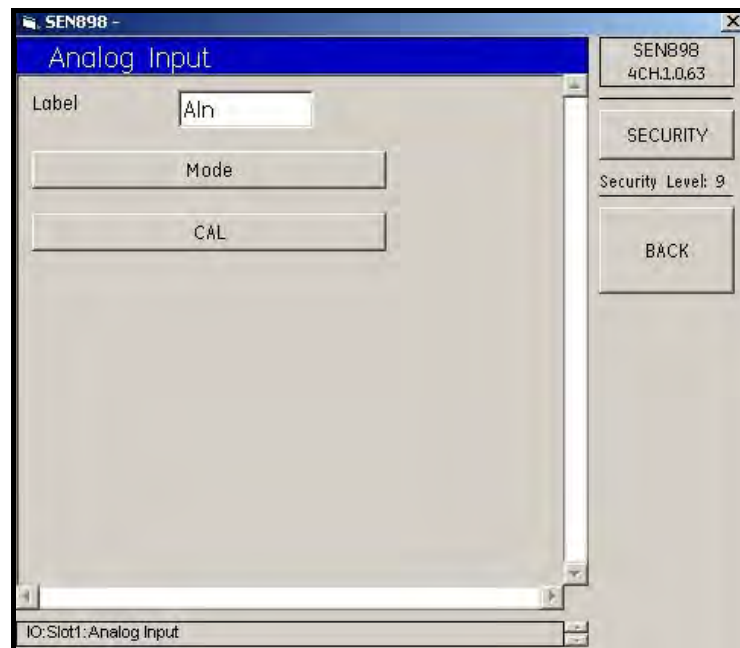 SEN898 -
Analog Input
Label
AIn
Mode
CAL
SEN898
4CH.1.0.63
SECURITY
Security Level: 9
BACK
IO:Slot1:Analog Input